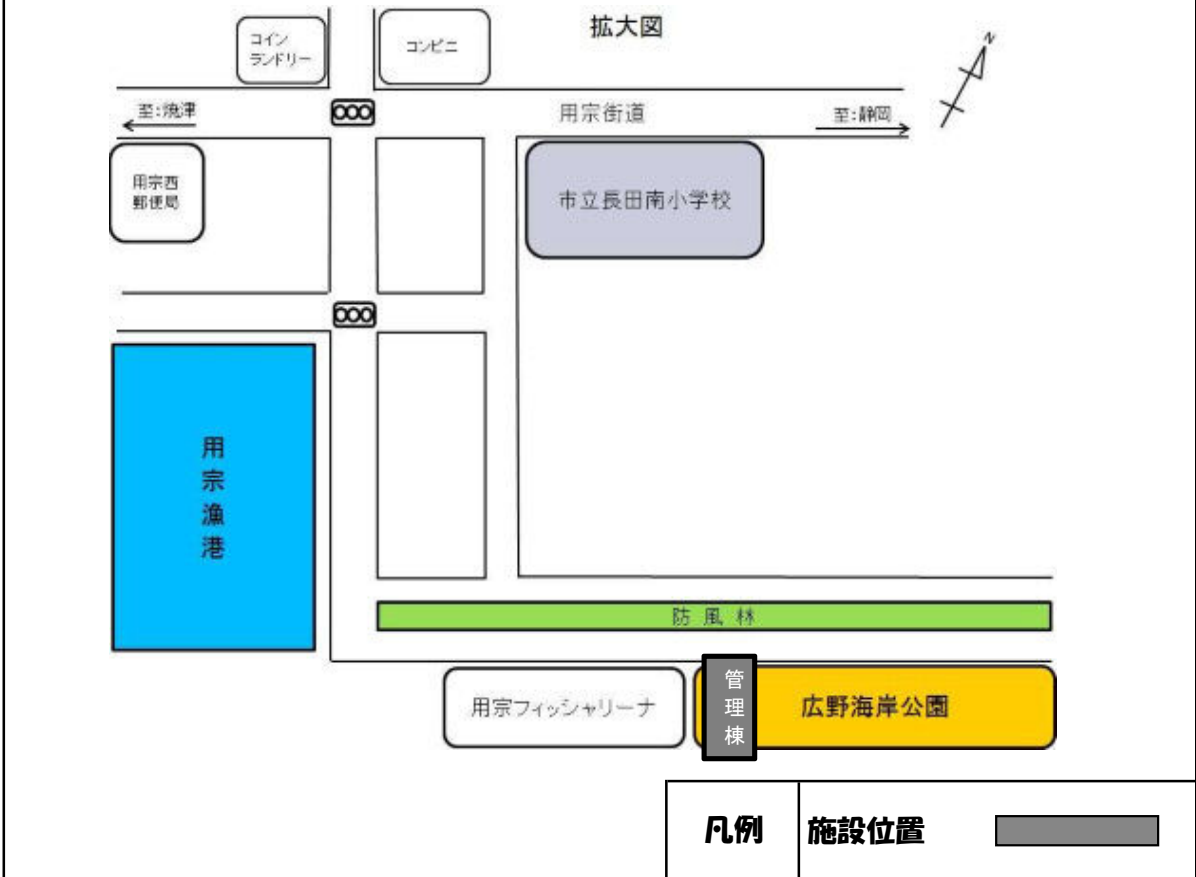 拡大図
コイン
ランドリー
コンビニ
N
至:焼津
用宗街道
至:静岡
用宗西
郵便局
市立長田南小学校
用宗漁港
防風林
用宗フィッシャリーナ
管理棟
広野海岸公園
凡例
施設位置